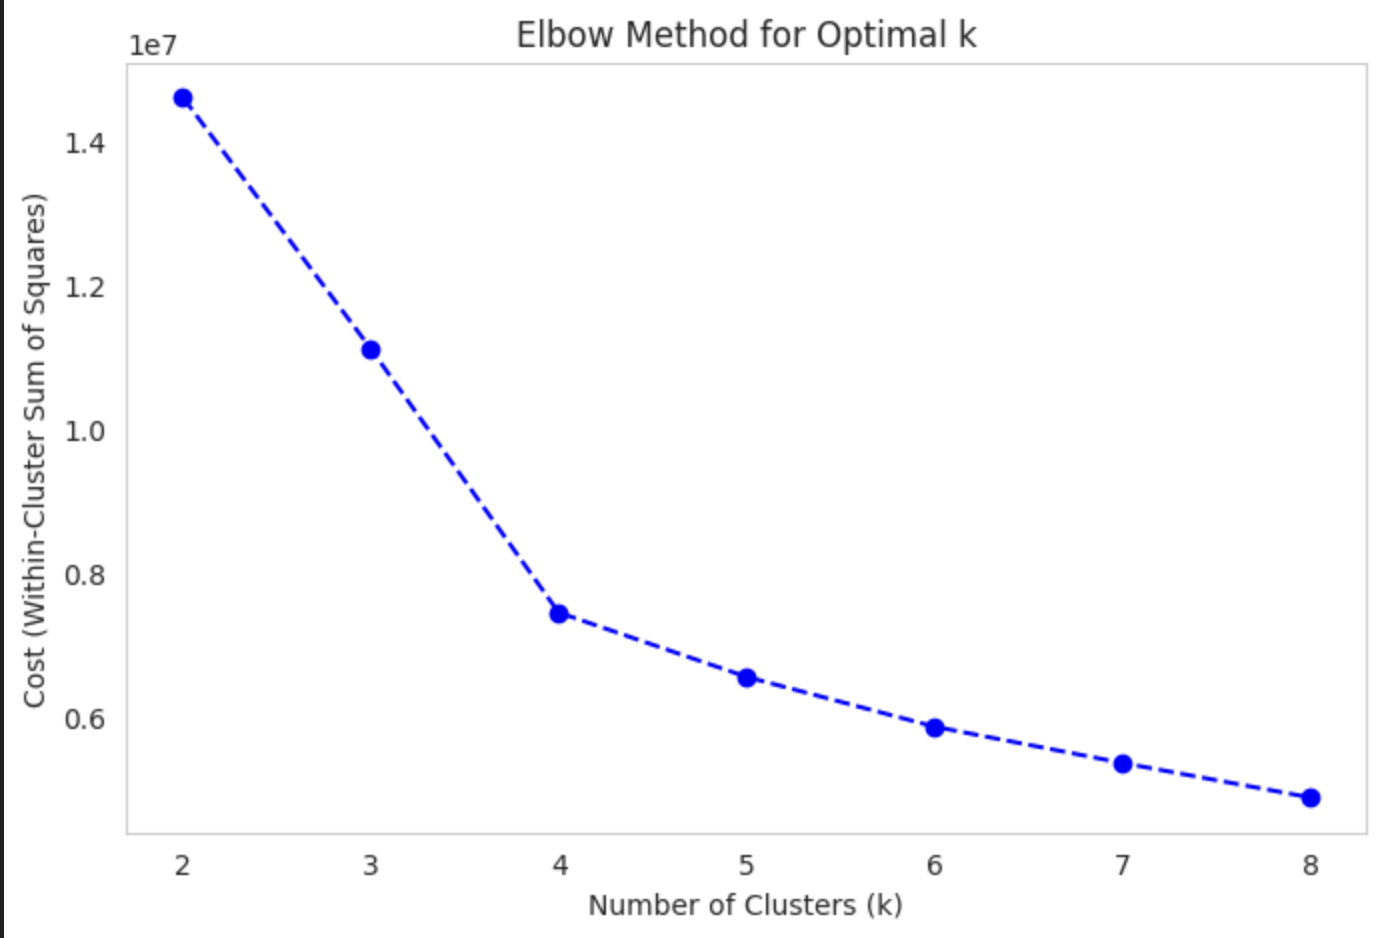 Elbow Method for Optimal k
1e7
1.4
1.2
1.0
0.8
0.6
Cost (Within-Cluster Sum of Squares)
2 3 4 5 6 7 8
Number of Clusters (k)